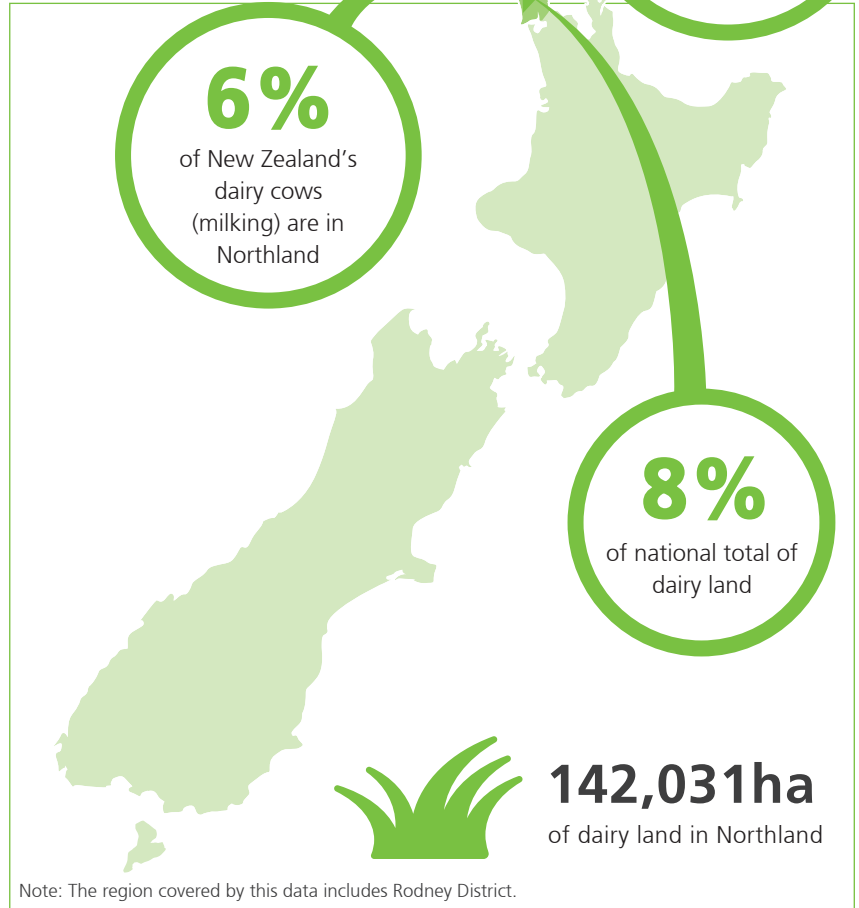 6%
of New Zealand's
dairy cows
(milking) are in
Northland
8%
of national total of
dairy land
142,031ha
of dairy land in Northland
Note: The region covered by this data includes Rodney District.